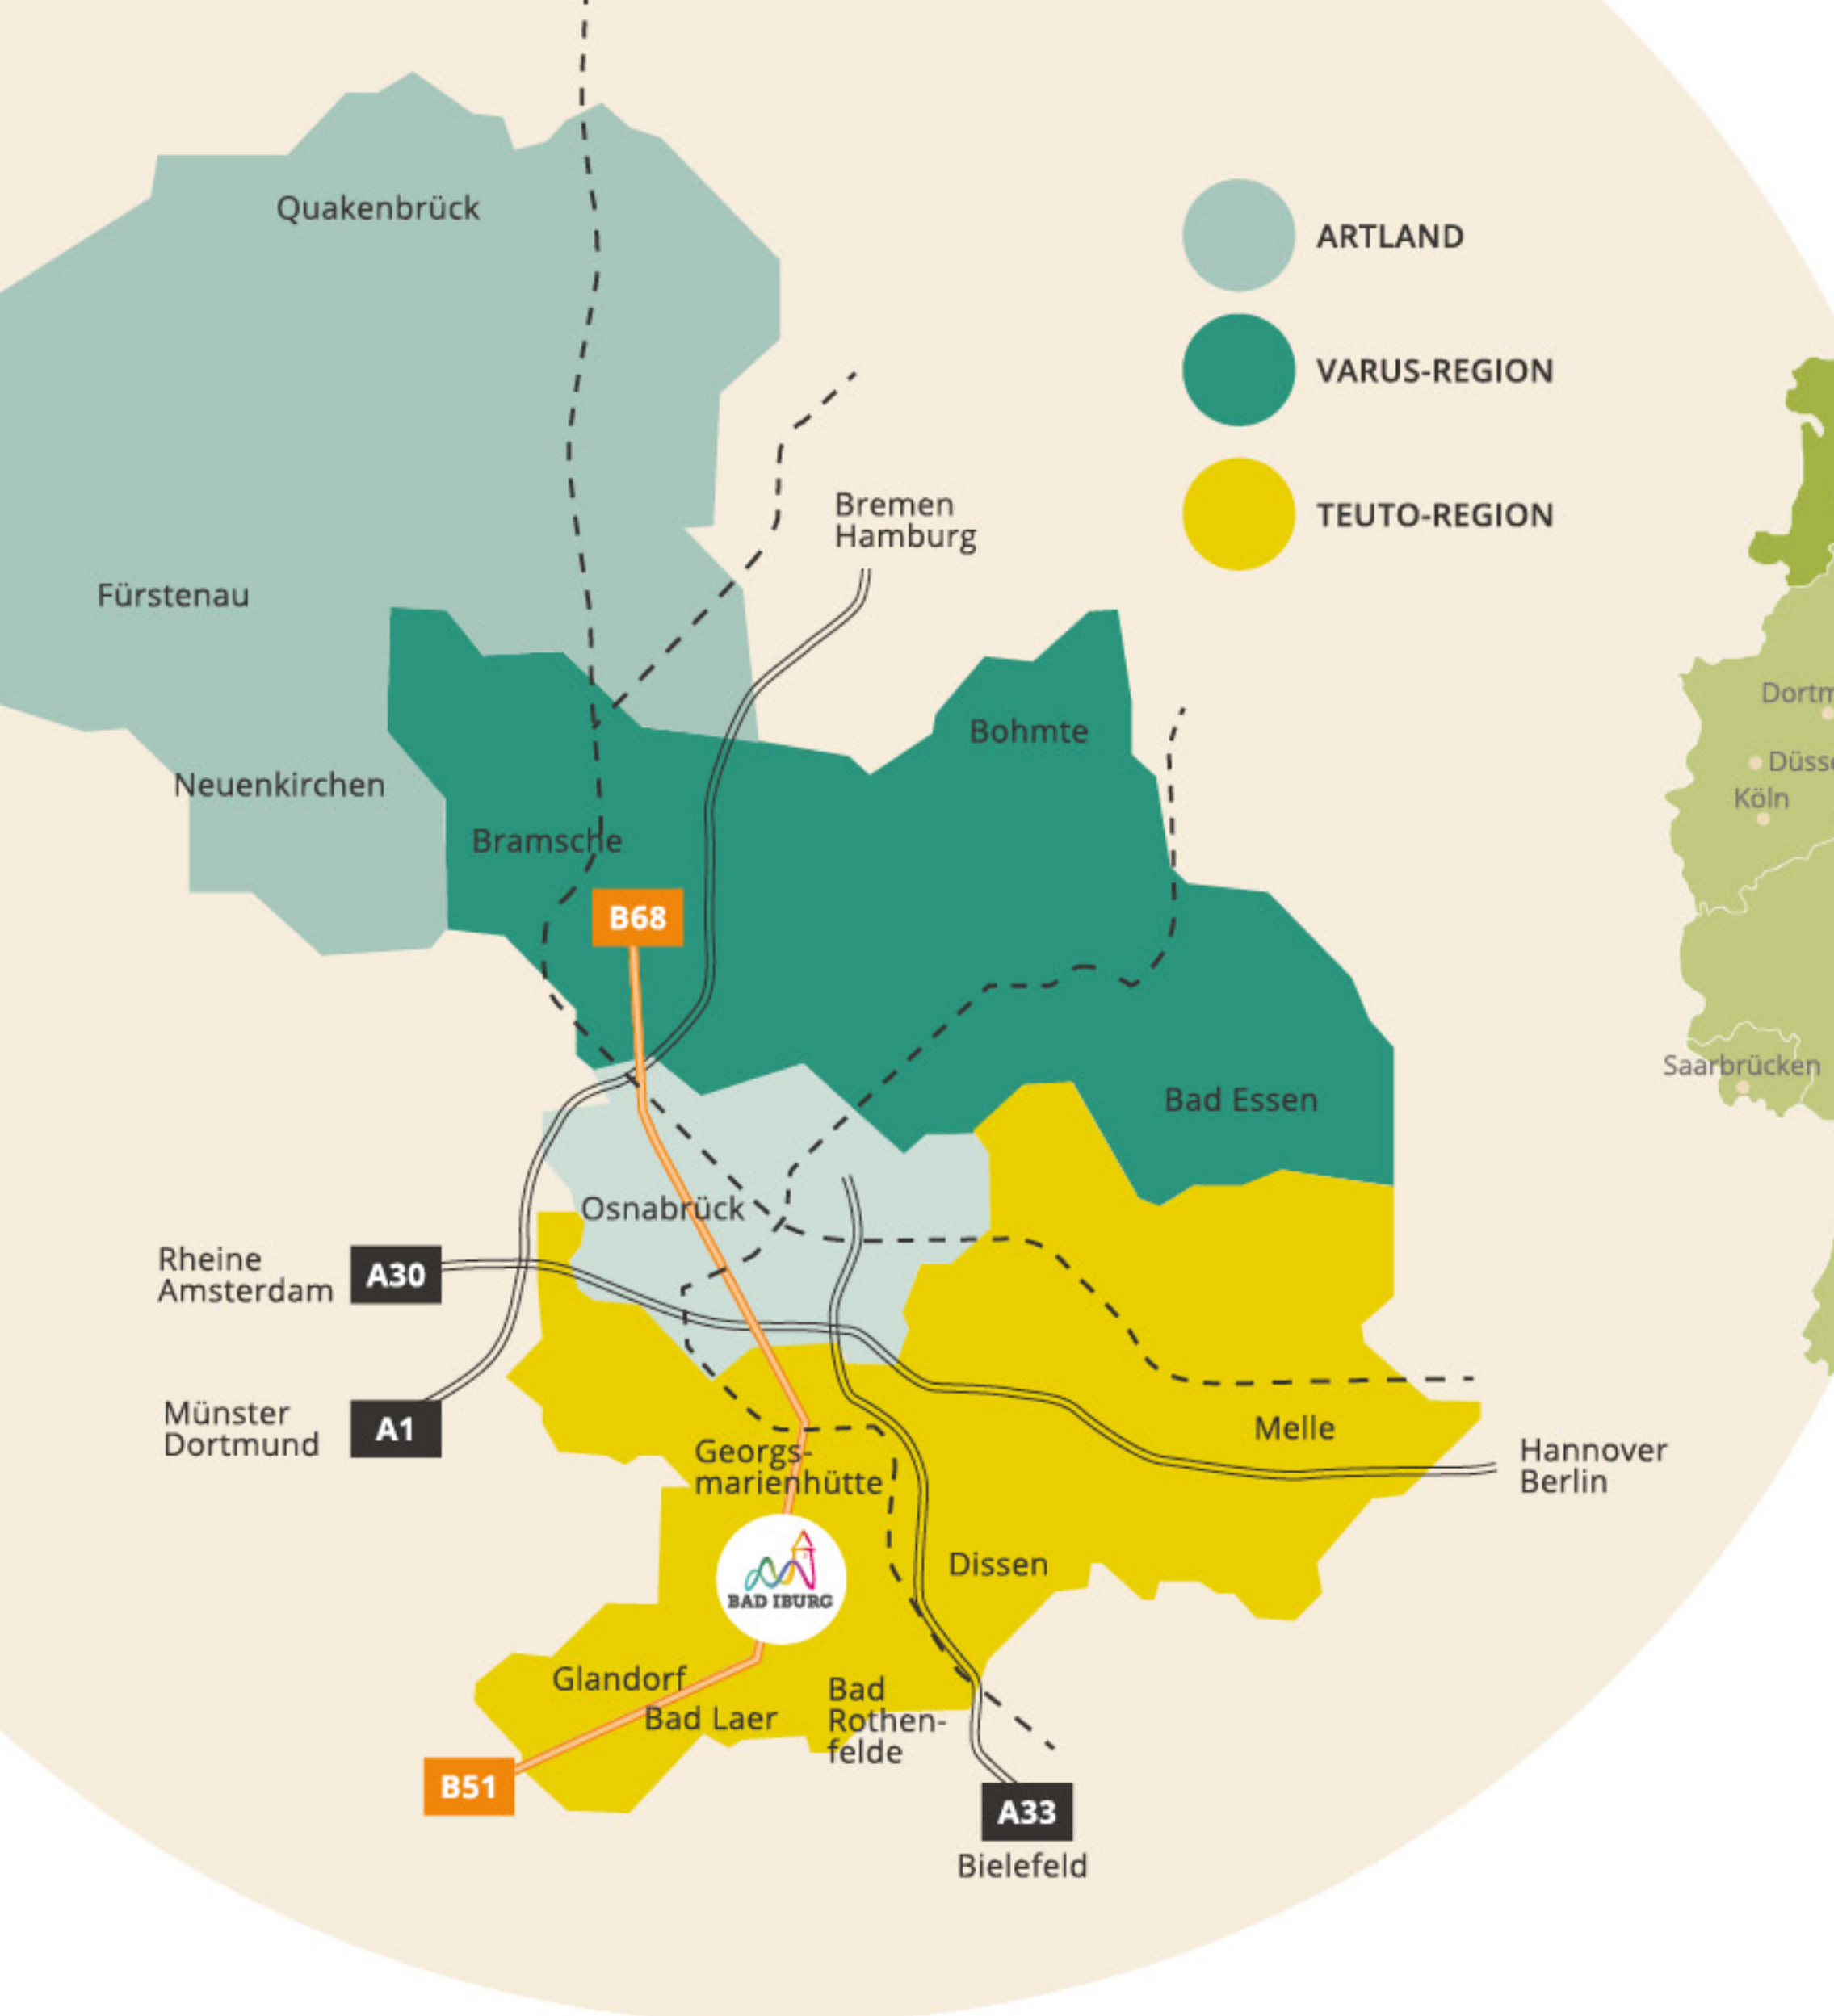 Quakenbrück
ARTLAND
VARUS-REGION
TEUTO-REGION
Bremen
Hamburg
Fürstenau
Bohmte
Neuenkirchen
Bramsche
B68
Bad Essen
Osnabrück
Rheine
Amsterdam
A30
Münster
Dortmund
A1
Melle
Georgs-
marienhütte
Hannover
Berlin
Dissen
BAD IBURG
Glandorf
Bad Laer
Bad
Rothen-
felde
B51
A33
Bielefeld
Dortm
Düsse
Köln
Saarbrücken